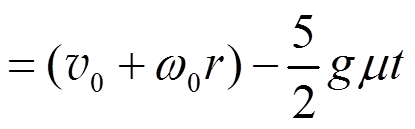 = (v₀ + ω₀r) − 5/2 gμt